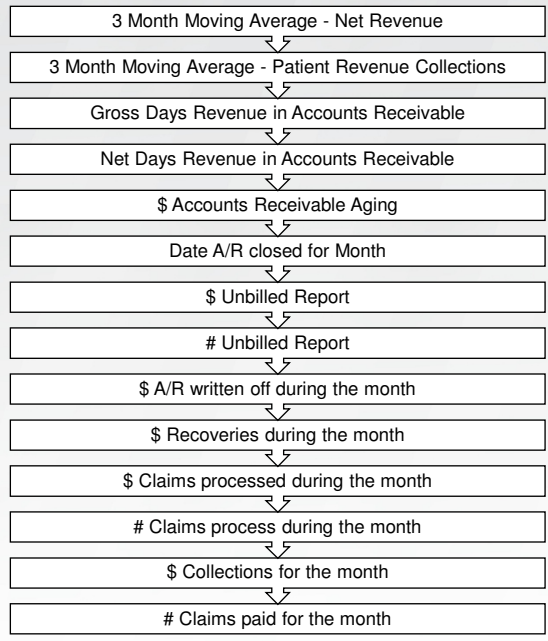 3 Month Moving Average - Net Revenue
3 Month Moving Average - Patient Revenue Collections
Gross Days Revenue in Accounts Receivable
Net Days Revenue in Accounts Receivable
$ Accounts Receivable Aging
Date A/R closed for Month
$ Unbilled Report
# Unbilled Report
$ A/R written off during the month
$ Recoveries during the month
$ Claims processed during the month
# Claims process during the month
$ Collections for the month
# Claims paid for the month